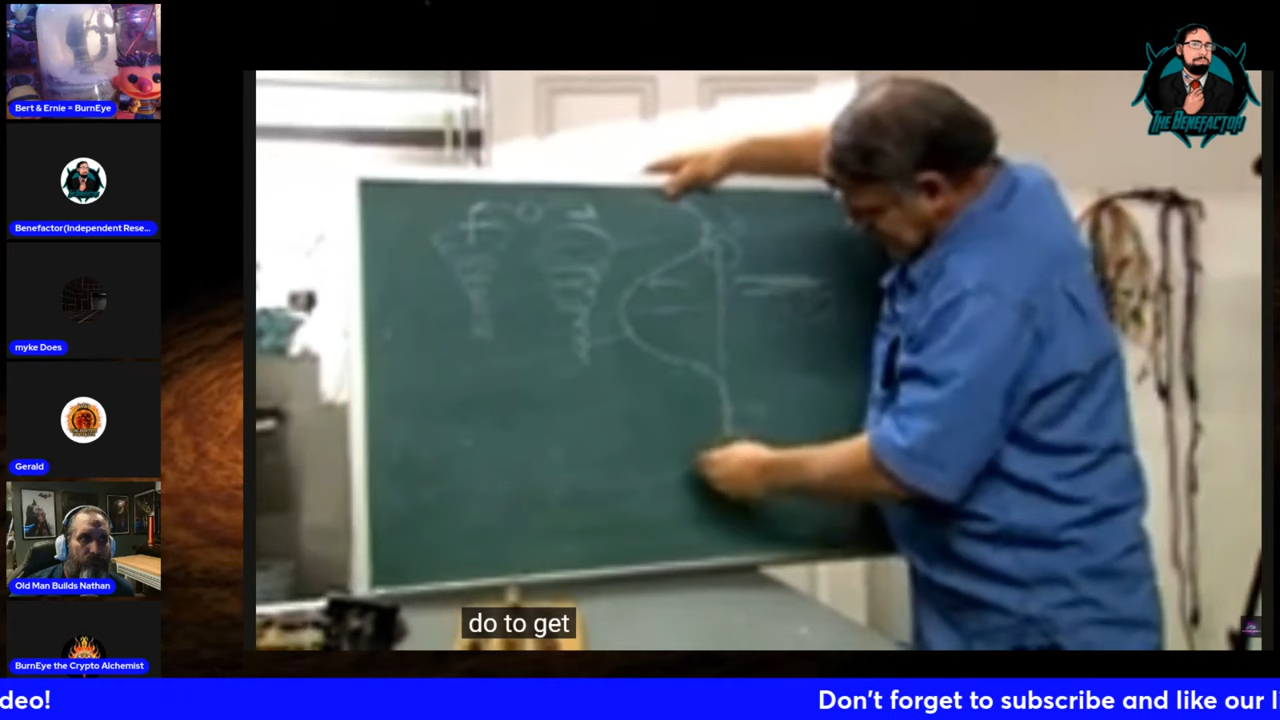 Bert & Ernie = BurnEye
Benefactor(Independent Rese...
myke Does
Gerald
Old Man Builds Nathan
BurnEye the Crypto Alchemist
THE BENEFACTOR
+ 0 -
do to get
deo!
Don't forget to subscribe and like our l